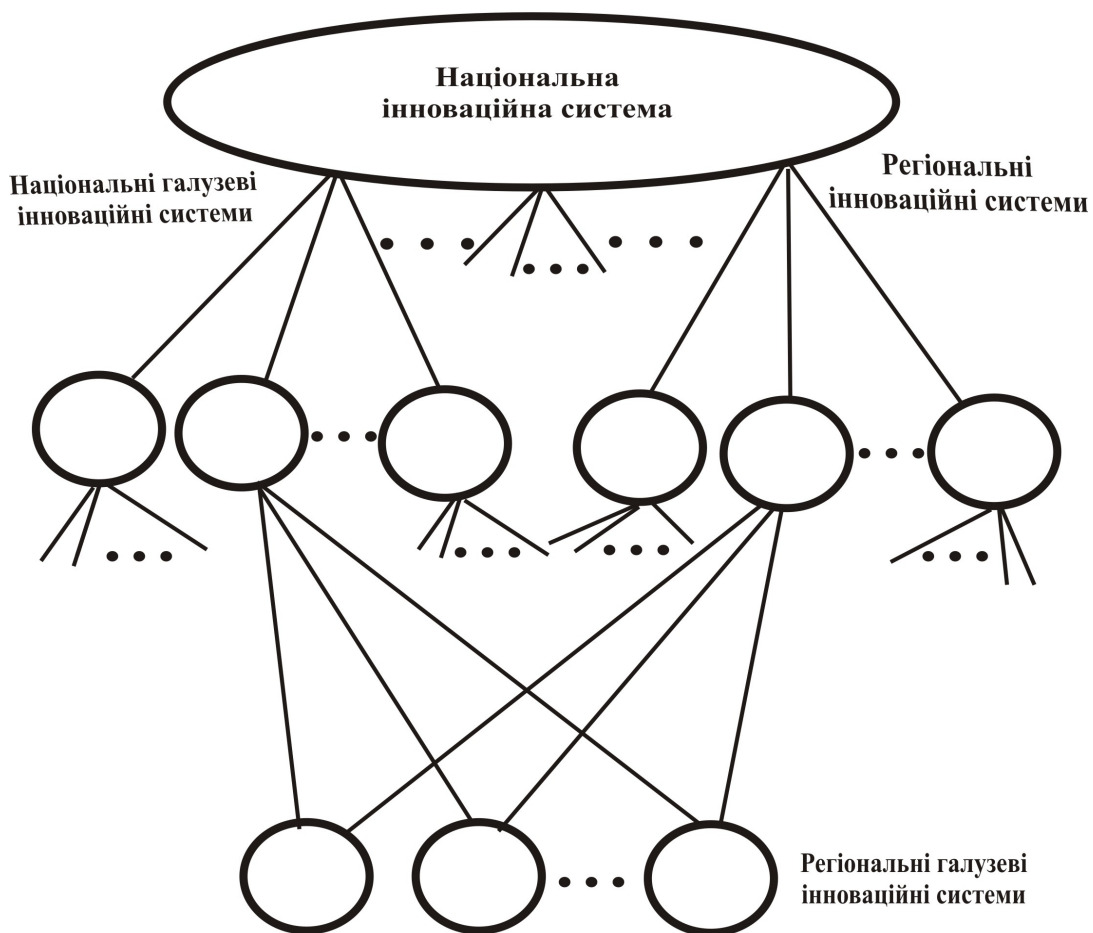 Національна
інноваційна система
Національні галузеві
інноваційні системи
Регіональні
інноваційні системи
Регіональні галузеві
інноваційні системи